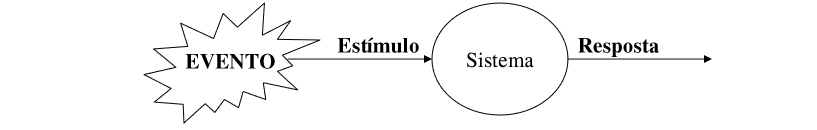 Estímulo
Resposta
EVENTO
Sistema